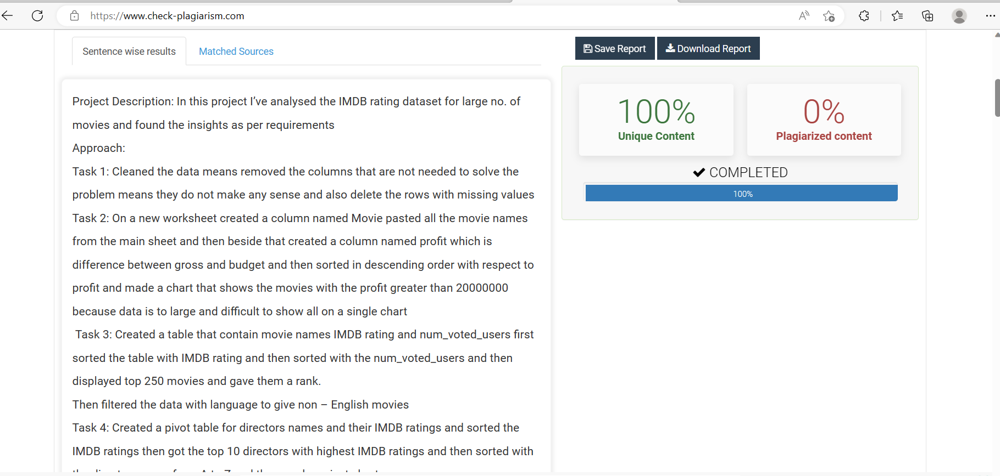 https://www.check-plagiarism.com
Sentence wise results
Matched Sources
Save Report
Download Report
Project Description: In this project I’ve analysed the IMDB rating dataset for large no. of
movies and found the insights as per requirements
Approach:
Task 1: Cleaned the data means removed the columns that are not needed to solve the
problem means they do not make any sense and also delete the rows with missing values
Task 2: On a new worksheet created a column named Movie pasted all the movie names
from the main sheet and then beside that created a column named profit which is
difference between gross and budget and then sorted in descending order with respect to
profit and made a chart that shows the movies with the profit greater than 20000000
because data is to large and difficult to show all on a single chart
Task 3: Created a table that contain movie names IMDB rating and num_voted_users first
sorted the table with IMDB rating and then sorted with the num_voted_users and then
displayed top 250 movies and gave them a rank.
Then filtered the data with language to give non – English movies
Task 4: Created a pivot table for directors names and their IMDB ratings and sorted the
IMDB ratings then got the top 10 directors with highest IMDB ratings and then sorted with
100%
Unique Content
0%
Plagiarized content
COMPLETED
100%